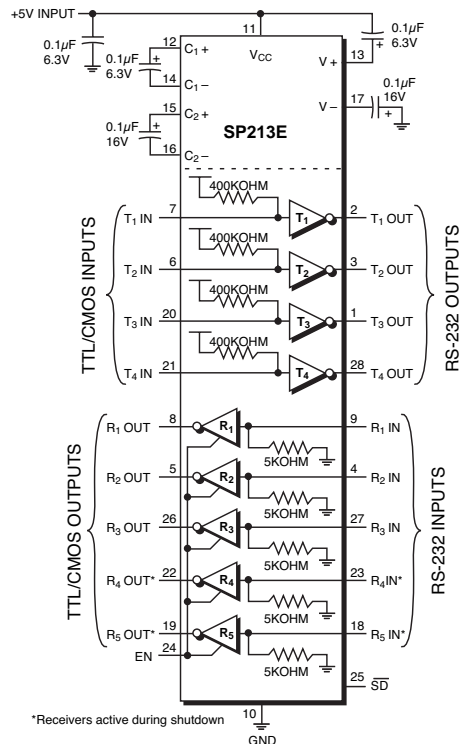 +5V INPUT
11
VCC
0.1µF
6.3V
0.1µF
6.3V
12
C1 +
14
C1 –
0.1µF
16V
15
C2 +
16
C2 –
0.1µF
6.3V
+
V +
13
0.1µF
16V
V –
17
+
SP213E
400KOHM
T1 IN
7
T1
2
T1 OUT
400KOHM
T2 IN
6
T2
3
T2 OUT
400KOHM
T3 IN
20
T3
1
T3 OUT
400KOHM
T4 IN
21
T4
28
T4 OUT
TTL/CMOS INPUTS
RS-232 OUTPUTS
R1 OUT
8
R1
9
R1 IN
5KOHM
R2 OUT
5
R2
4
R2 IN
5KOHM
R3 OUT
26
R3
27
R3 IN
5KOHM
R4 OUT*
22
R4
23
R4IN*
5KOHM
R5 OUT*
19
R5
18
R5 IN*
5KOHM
TTL/CMOS OUTPUTS
RS-232 INPUTS
EN
24
25
SD
*Receivers active during shutdown
10
GND